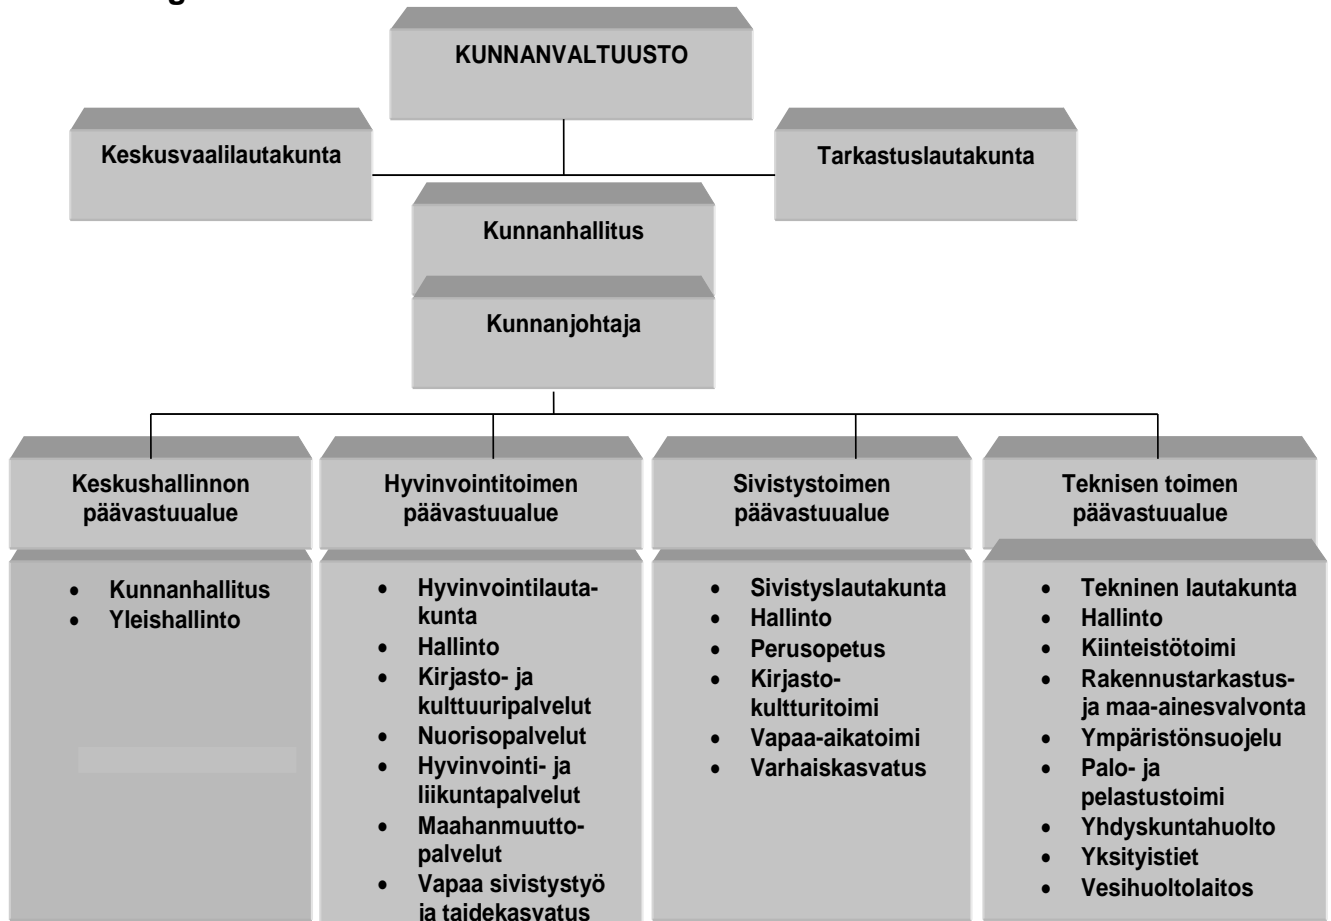 KUNNANVALTUUSTO
Keskusvaalilautakunta
Tarkastuslautakunta
Kunnanhallitus
Kunnanjohtaja
Keskushallinnon
päävastuualue
• Kunnanhallitus
• Yleishallinto
Hyvinvointitoimen
päävastuualue
• Hyvinvointilauta-
kunta
• Hallinto
• Kirjasto- ja
kulttuuripalvelut
• Nuorisopalvelut
• Hyvinvointi- ja
liikuntapalvelut
• Maahanmuutto-
palvelut
• Vapaa sivistystyö
ja taidekasvatus
Sivistystoimen
päävastuualue
• Sivistyslautakunta
• Hallinto
• Perusopetus
• Kirjasto-
kultturitoimi
• Vapaa-aikatoimi
• Varhaiskasvatus
Teknisen toimen
päävastuualue
• Tekninen lautakunta
• Hallinto
• Kiinteistötoimi
• Rakennustarkastus-
ja maa-ainesvalvonta
• Ympäristönsuojelu
• Palo- ja
pelastustoimi
• Yhdyskuntahuolto
• Yksityistiet
• Vesihuoltolaitos